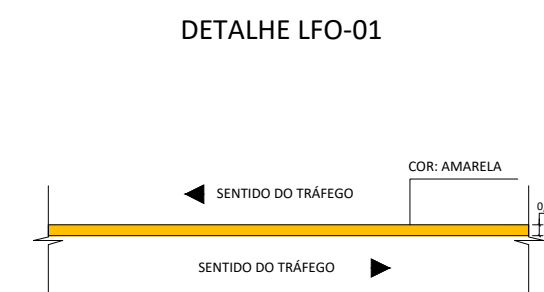 DETALHE LFO-01
COR: AMARELA
SENTIDO DO TRÁFEGO
SENTIDO DO TRÁFEGO